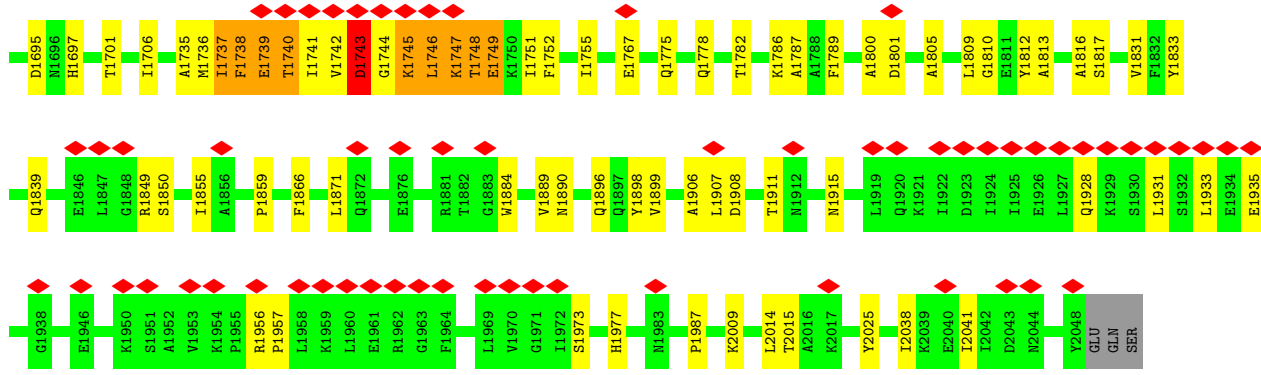 D1695 N1696 H1697 T1701 I1706 A1735 M1736 I1737 F1738 E1739 T1740 I1741 V1742 D1743 G1744 K1745 L1746 K1747 T1748 E1749 K1750 I1751 F1752 I1755 E1767 Q1775 Q1778 T1782 K1786 A1787 A1788 F1789 A1800 D1801 A1805 L1809 G1810 E1811 Y1812 A1813 A1816 S1817 V1831 F1832 Y1833
Q1839 E1846 L1847 G1848 R1849 S1850 I1855 A1856 P1859 F1866 L1871 Q1872 E1876 R1881 T1882 G1883 W1884 V1889 N1890 Q1896 Q1897 Y1898 V1899 A1906 L1907 D1908 T1911 N1912 N1915 L1919 Q1920 K1921 I1922 D1923 I1924 I1925 E1926 L1927 Q1928 K1929 S1930 L1931 S1932 L1933 E1934 E1935
G1938 E1946 K1950 S1951 A1952 V1953 K1954 P1955 R1956 P1957 L1958 K1959 L1960 E1961 R1962 G1963 F1964 L1969 V1970 G1971 I1972 S1973 H1977 N1983 P1987 K2009 L2014 T2015 A2016 K2017 Y2025 I2038 K2039 E2040 I2041 I2042 D2043 N2044 Y2048 GLU GLN SER